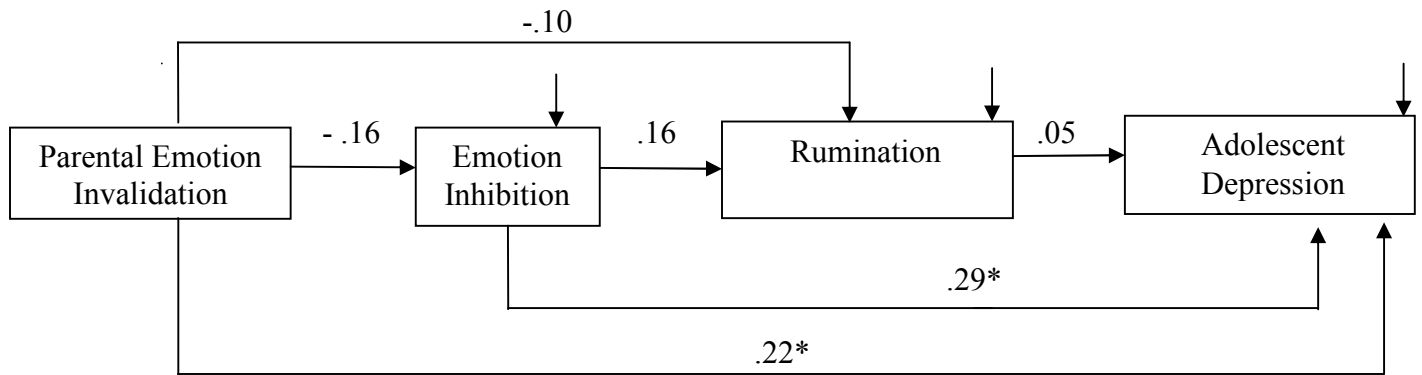 -.10
- .16
.16
.05
Parental Emotion
Invalidation
Emotion
Inhibition
Rumination
Adolescent
Depression
.29*
.22*